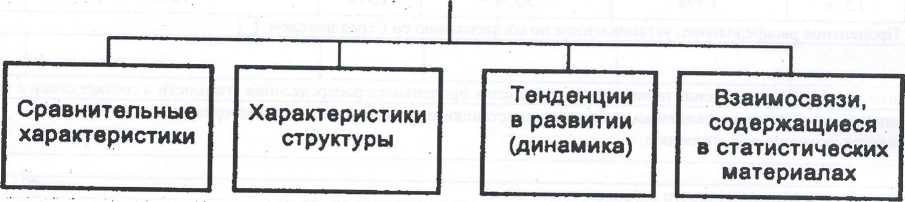 Сравнительные
характеристики
Характеристики
структуры
Тенденции
в развитии
(динамика)
Взаимосвязи,
содержащиеся
в статистических
материалах